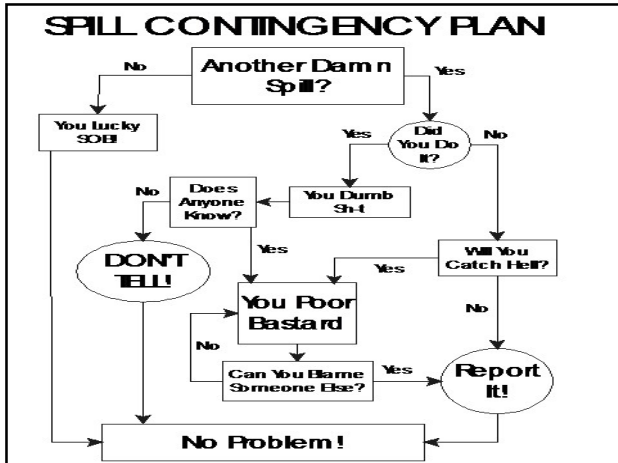 SPILL CONTINGENCY PLAN
Another Damn
Spill?
No
Yes
You Lucky
SOB!
Did
You Do
It?
Yes
No
You Dumb
Sh-t
Does
Anyone
Know?
No
Yes
DON'T
TELL!
Will You
Catch Hell?
Yes
No
You Poor
Bastard
No
Can You Blame
Someone Else?
Yes
Report
It!
No Problem!